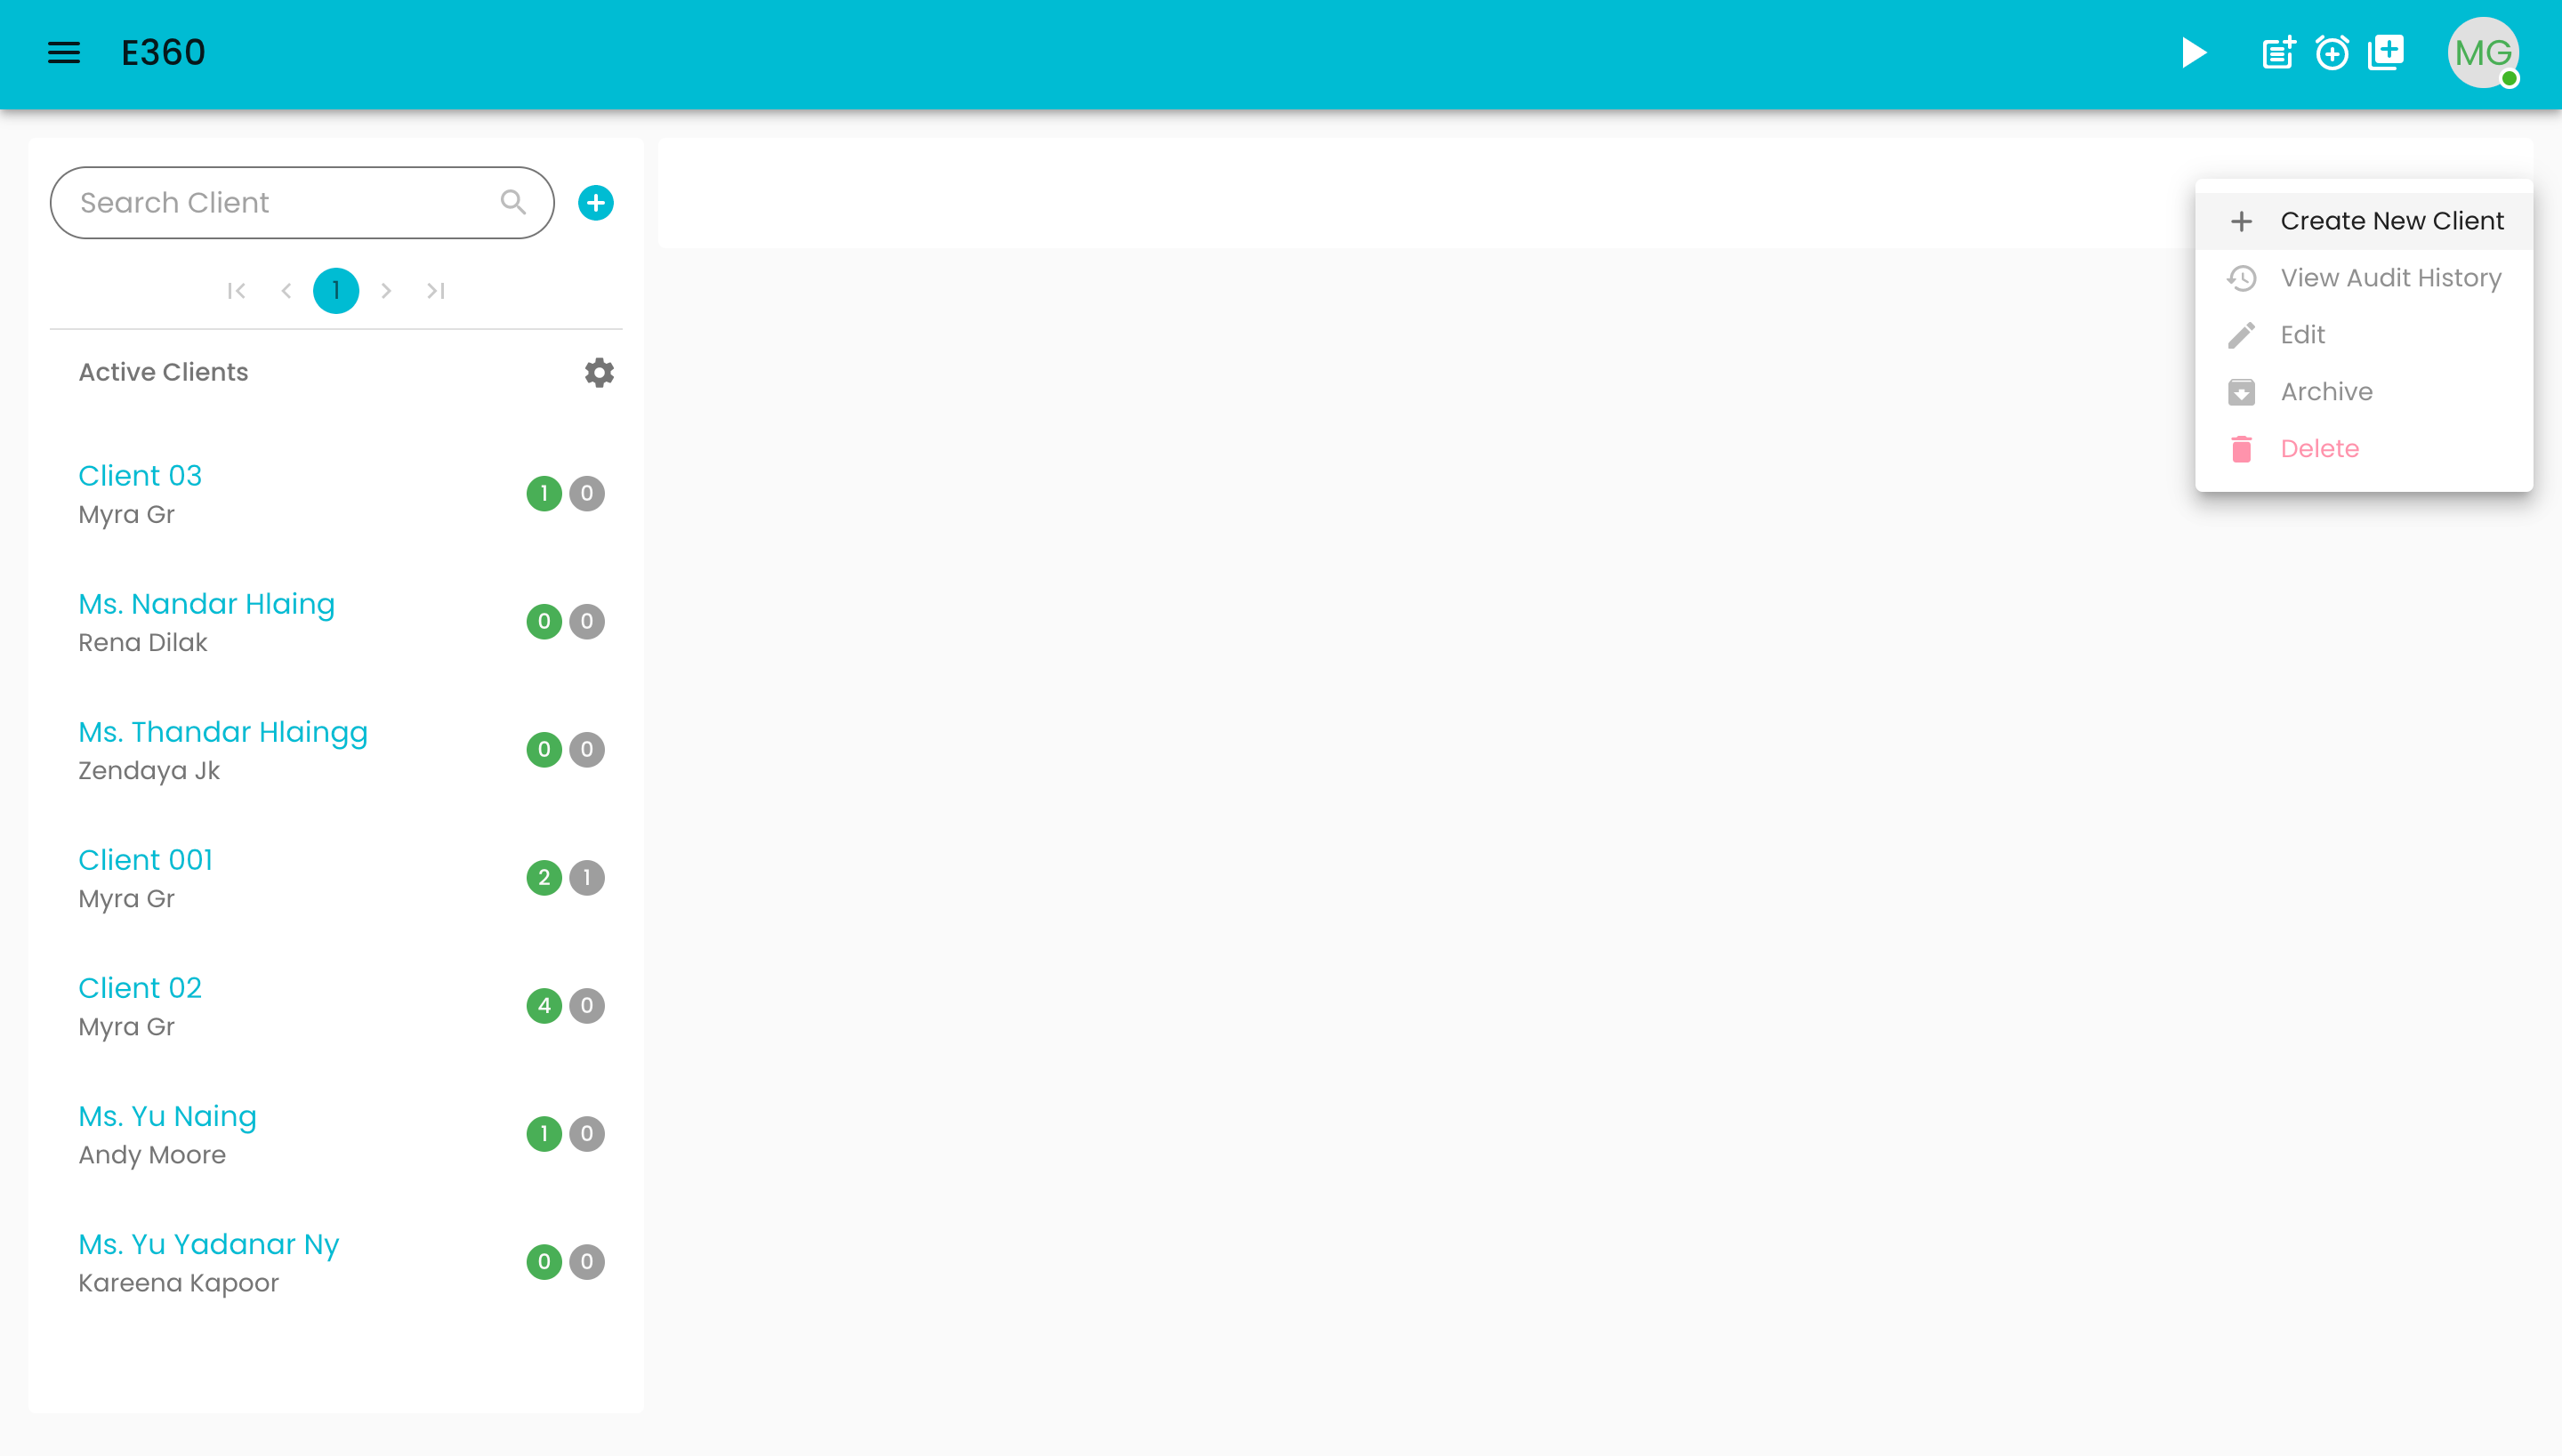 E360
MG
Search Client
1
Active Clients
Client 03
Myra Gr
1 0
Ms. Nandar Hlaing
Rena Dilak
0 0
Ms. Thandar Hlaingg
Zendaya Jk
0 0
Client 001
Myra Gr
2 1
Client 02
Myra Gr
4 0
Ms. Yu Naing
Andy Moore
1 0
Ms. Yu Yadanar Ny
Kareena Kapoor
0 0
Create New Client
View Audit History
Edit
Archive
Delete